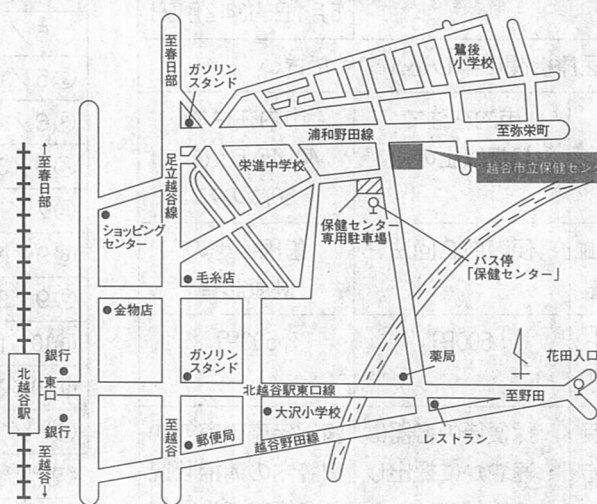 至春日部
ガソリン
スタンド
鷺後
小学校
浦和野田線
至弥栄町
足立越谷線
栄進中学校
越谷市立保健セン
←至春日部
ショッピング
センター
保健センター
専用駐車場
バス停
「保健センター」
毛糸店
金物店
銀行
ガソリン
スタンド
薬局
花田入口
北越谷駅
東口
北越谷駅東口線
至野田
銀行
大沢小学校
レストラン
至越谷
郵便局
越谷野田線
至越谷→